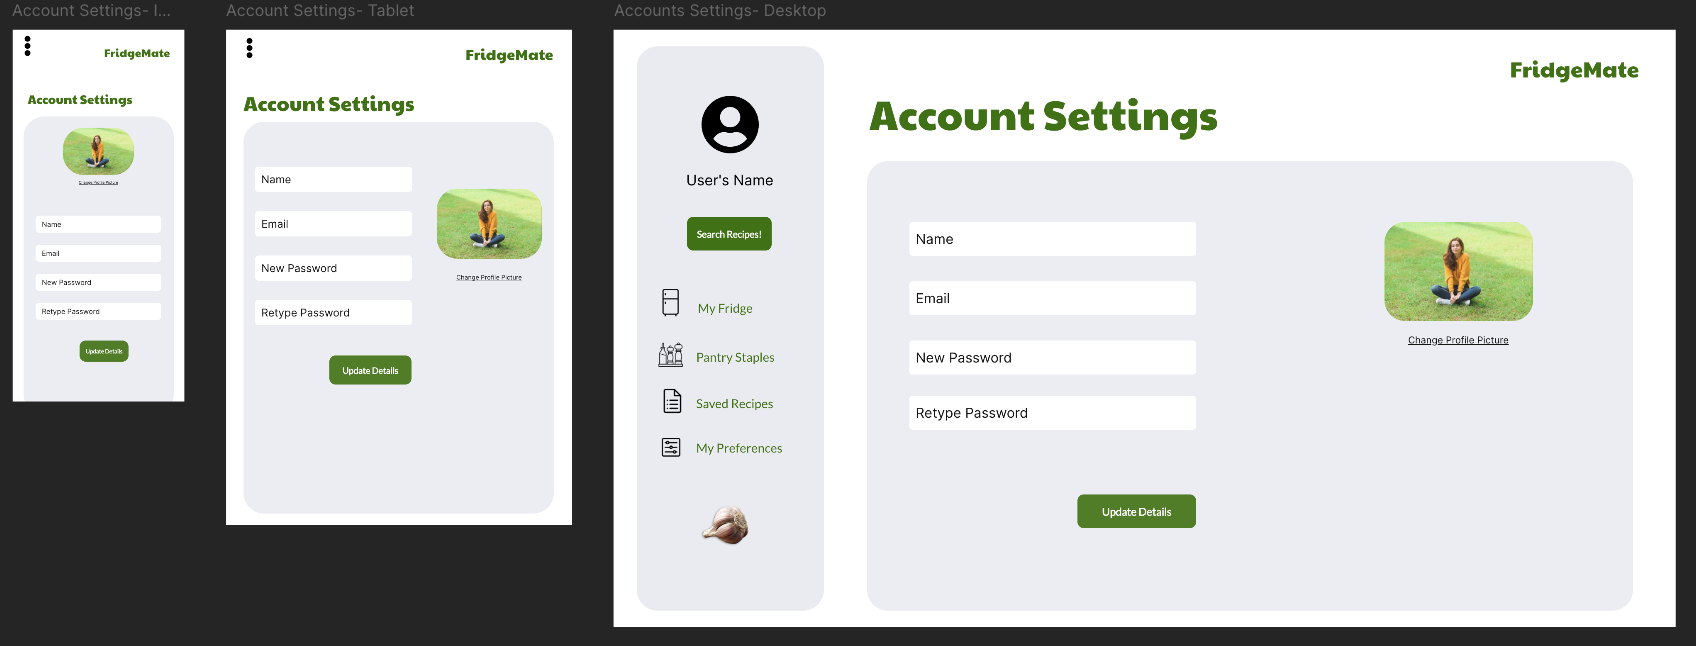 Account Settings- I...
FridgeMate
Account Settings
Change Profile Picture
Name
Email
New Password
Retype Password
Update Details
Account Settings- Tablet
FridgeMate
Account Settings
Name
Email
New Password
Retype Password
Change Profile Picture
Update Details
Accounts Settings- Desktop
User's Name
Search Recipes!
My Fridge
Pantry Staples
Saved Recipes
My Preferences
FridgeMate
Account Settings
Name
Email
New Password
Retype Password
Change Profile Picture
Update Details